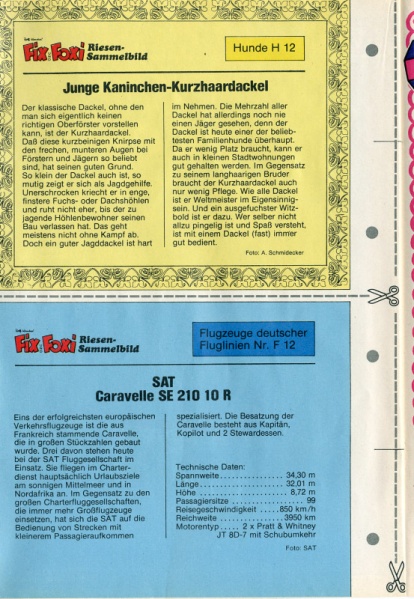 Fix und Foxi Riesen-
Sammelbild
Hunde H 12
Junge Kaninchen-Kurzhaardackel
Der klassische Dackel, ohne den
man sich eigentlich keinen
richtigen Oberförster vorstellen
kann, ist der Kurzhaardackel.
Daß diese kurzbeinigen Knirpse mit
den frechen, munteren Augen bei
Förstern und Jägern so beliebt
sind, hat seinen guten Grund.
So klein der Dackel auch ist, so
mutig zeigt er sich als Jagdgehilfe.
Unerschrocken kriecht er in enge,
finstere Fuchs- oder Dachshöhlen
und ruht nicht eher, bis der zu
jagende Höhlenbewohner seinen
Bau verlassen hat. Das geht
meistens nicht ohne Kampf ab.
Doch ein guter Jagddackel ist hart
im Nehmen. Die Mehrzahl aller
Dackel hat allerdings noch nie
einen Jäger gesehen, denn der
Dackel ist heute einer der belieb-
testen Familienhunde überhaupt.
Da er wenig Platz braucht, kann er
auch in kleinen Stadtwohnungen
gut gehalten werden. Im Gegensatz
zu seinem langhaarigen Bruder
braucht der Kurzhaardackel auch
nur wenig Pflege. Wie alle Dackel
ist er Weltmeister im Eigensinnig-
sein. Und ein ausgefuchster Witz-
bold ist er dazu. Wer selber nicht
allzu pingelig ist und Spaß versteht,
ist mit einem Dackel (fast) immer
gut bedient.
Foto: A. Schmidecker
Fix und Foxi Riesen-
Sammelbild
Flugzeuge deutscher
Fluglinien Nr. F 12
SAT
Caravelle SE 210 10 R
Eins der erfolgreichsten europäischen
Verkehrsflugzeuge ist die aus
Frankreich stammende Caravelle,
die in großen Stückzahlen gebaut
wurde. Drei davon stehen heute
bei der SAT Fluggesellschaft im
Einsatz. Sie fliegen im Charter-
dienst hauptsächlich Urlaubsziele
am sonnigen Mittelmeer und in
Nordafrika an. Im Gegensatz zu den
großen Charterfluggesellschaften,
die immer mehr Großflugzeuge
einsetzen, hat sich die SAT auf die
Bedienung von Strecken mit
kleinerem Passagieraufkommen
spezialisiert. Die Besatzung der
Caravelle besteht aus Kapitän,
Kopilot und 2 Stewardessen.
Technische Daten:
Spannweite 34,30 m
Länge 32,01 m
Höhe 8,72 m
Passagiersitze 99
Reisegeschwindigkeit 850 km/h
Reichweite 3950 km
Motorentyp 2 x Pratt & Whitney
JT 8D-7 mit Schubumkehr
Foto: SAT